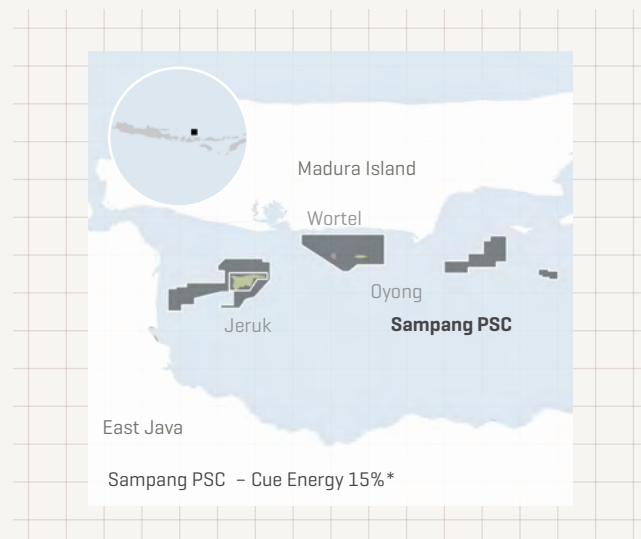 Madura Island
Wortel
Oyong
Jeruk
Sampang PSC
East Java
Sampang PSC – Cue Energy 15%*